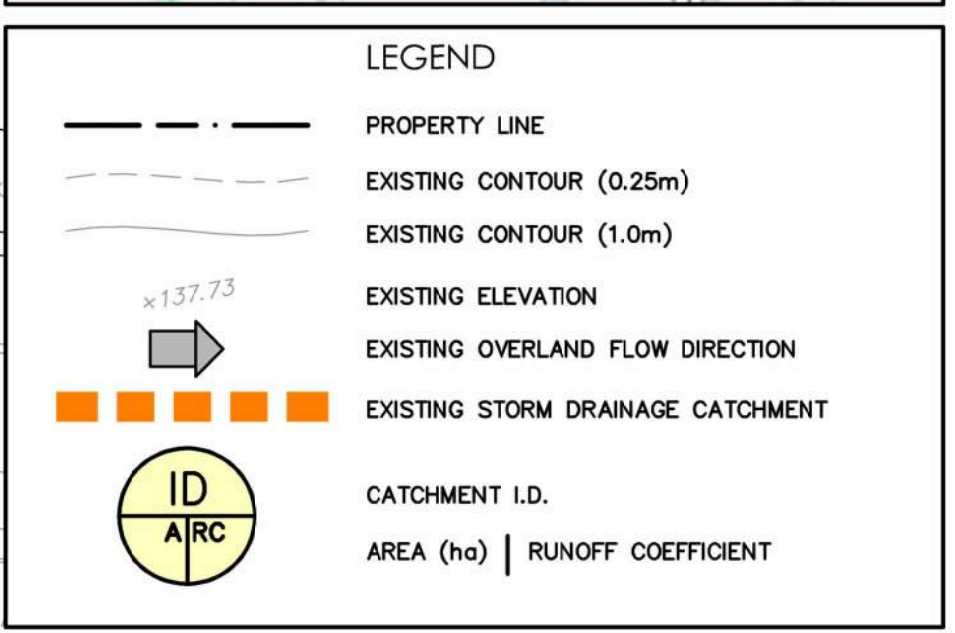 LEGEND
PROPERTY LINE
EXISTING CONTOUR (0.25m)
EXISTING CONTOUR (1.0m)
×137.73 EXISTING ELEVATION
EXISTING OVERLAND FLOW DIRECTION
EXISTING STORM DRAINAGE CATCHMENT
ID CATCHMENT I.D.
A RC AREA (ha) | RUNOFF COEFFICIENT